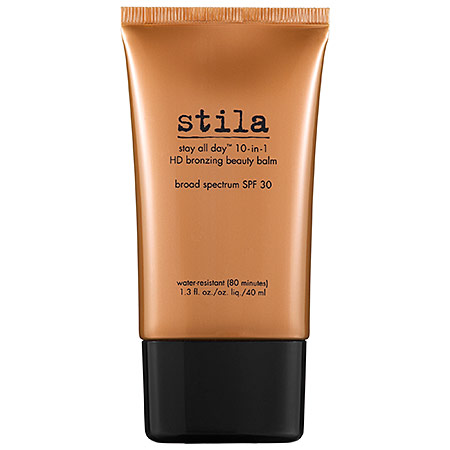 stila
stay all day™ 10-in-1
HD bronzing beauty balm
broad spectrum SPF 30
water-resistant (80 minutes)
1.3 fl. oz./oz. liq./40 ml